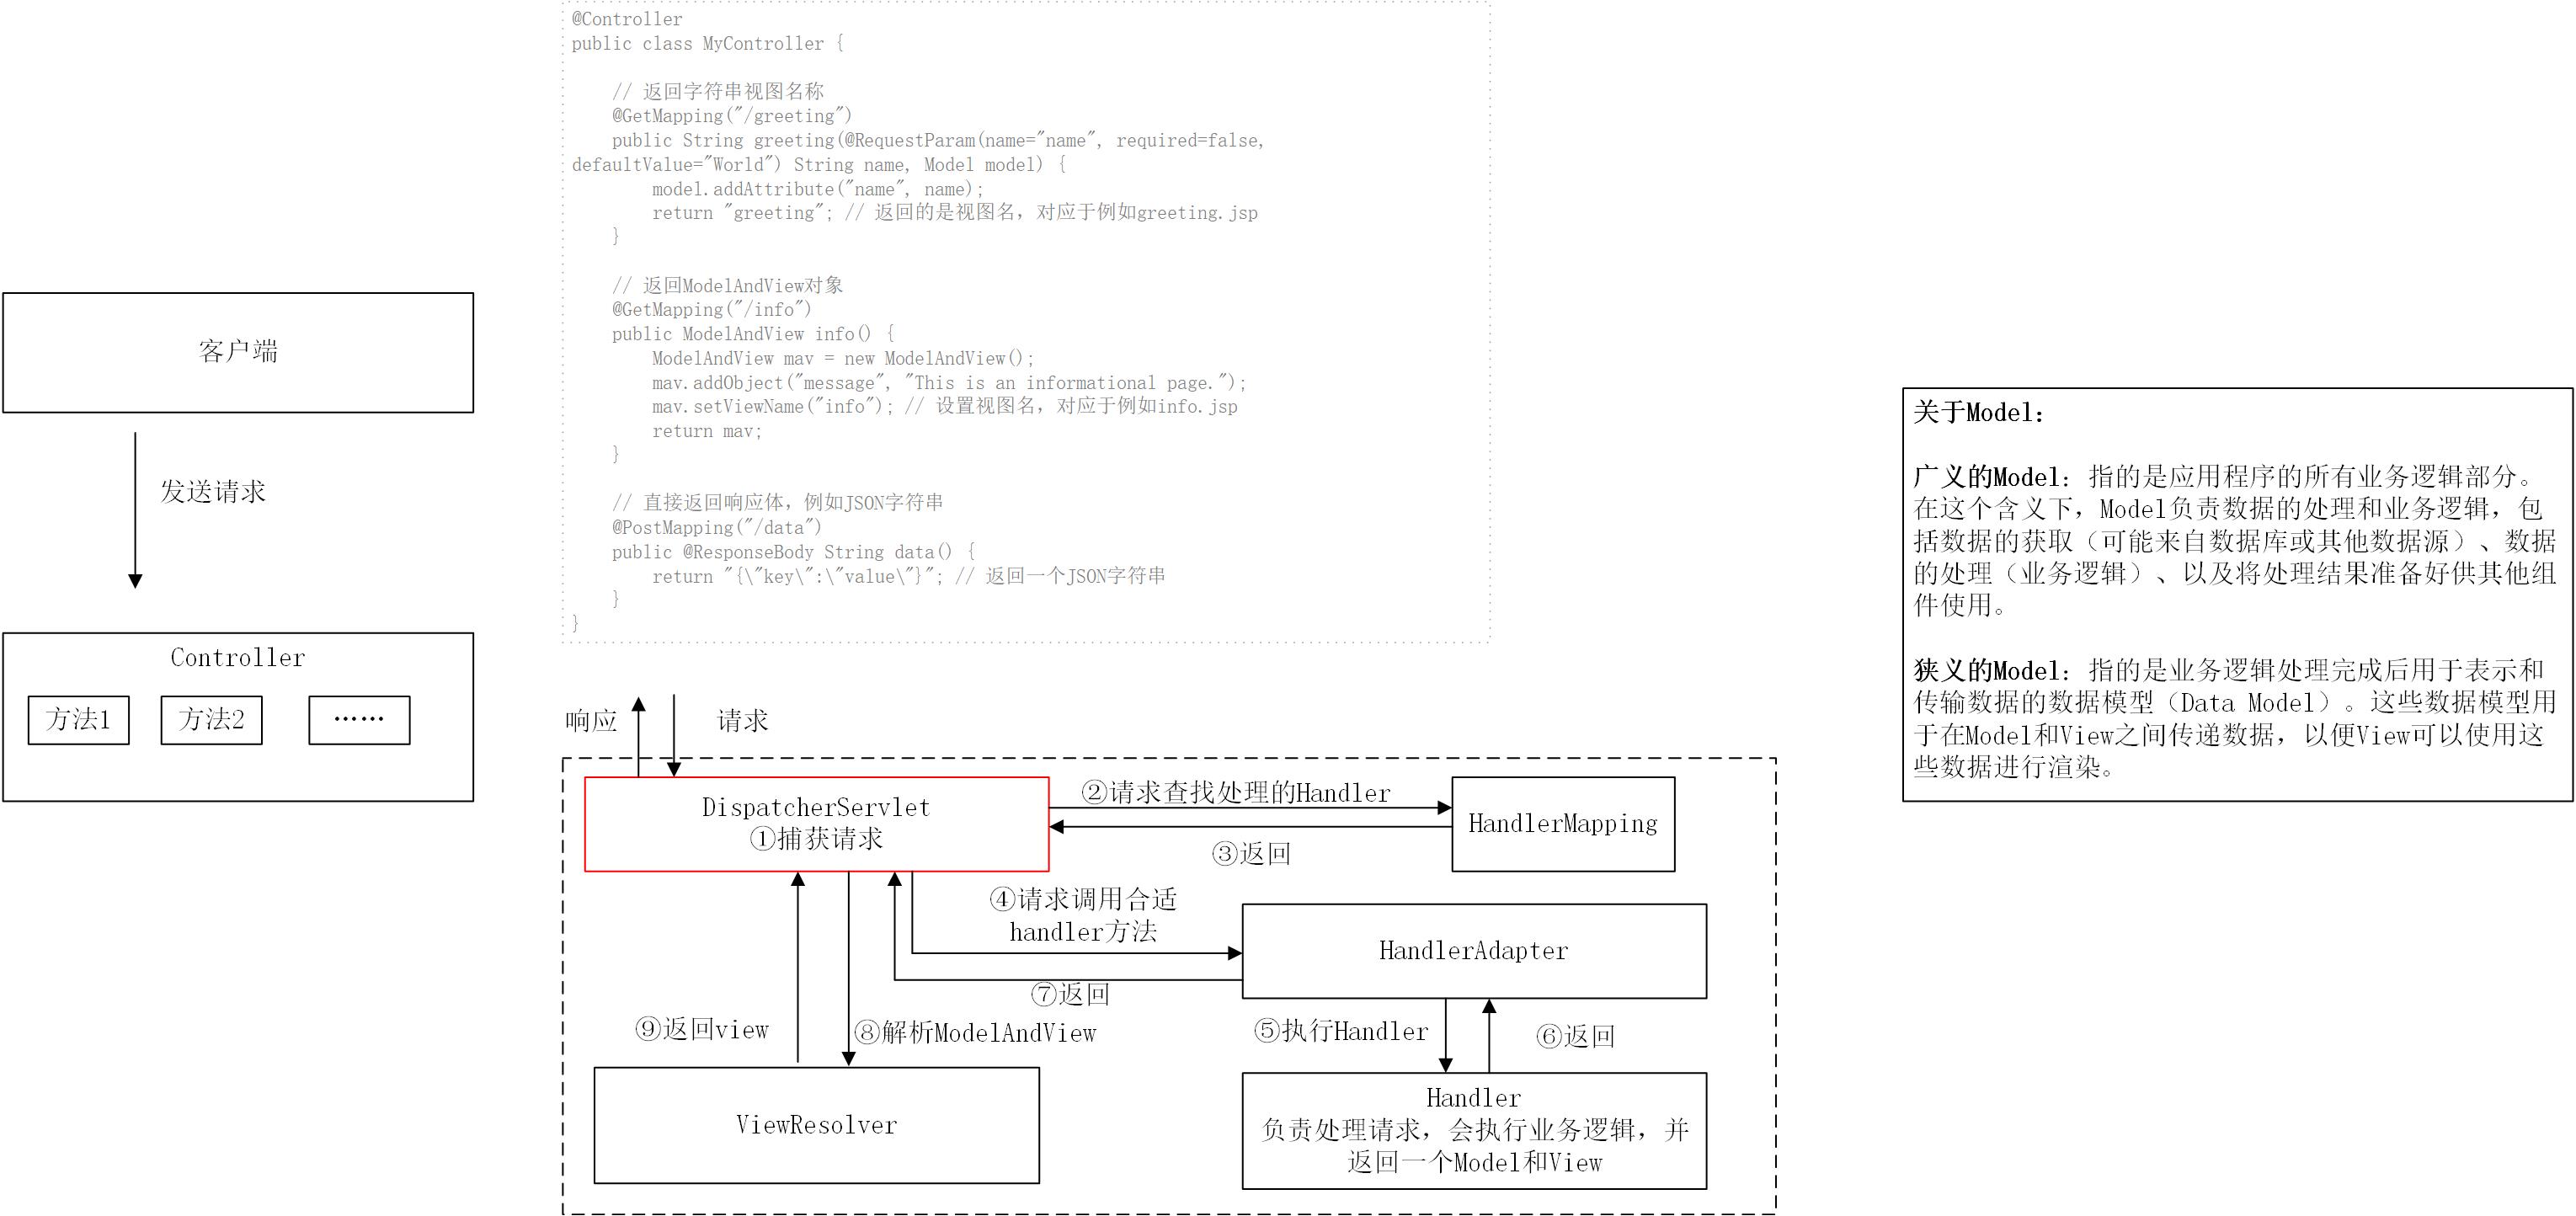 @Controller
public class MyController {
// 返回字符串视图名称
@GetMapping("/greeting")
public String greeting(@RequestParam(name="name", required=false,
defaultValue="World") String name, Model model) {
model.addAttribute("name", name);
return "greeting"; // 返回的是视图名，对应于例如greeting.jsp
}
// 返回ModelAndView对象
@GetMapping("/info")
public ModelAndView info() {
ModelAndView mav = new ModelAndView();
mav.addObject("message", "This is an informational page.");
mav.setViewName("info"); // 设置视图名，对应于例如info.jsp
return mav;
}
// 直接返回响应体，例如JSON字符串
@PostMapping("/data")
public @ResponseBody String data() {
return "{\"key\":\"value\"}"; // 返回一个JSON字符串
}
}
客户端
发送请求
Controller
方法1
方法2
……
关于Model：
广义的Model：指的是应用程序的所有业务逻辑部分。
在这个含义下，Model负责数据的处理和业务逻辑，包
括数据的获取（可能来自数据库或其他数据源）、数据
的处理（业务逻辑）、以及将处理结果准备好供其他组
件使用。
狭义的Model：指的是业务逻辑处理完成后用于表示和
传输数据的数据模型（Data Model）。这些数据模型用
于在Model和View之间传递数据，以便View可以使用这
些数据进行渲染。
响应
请求
DispatcherServlet
①捕获请求
②请求查找处理的Handler
③返回
HandlerMapping
④请求调用合适
handler方法
HandlerAdapter
⑦返回
⑨返回view
⑧解析ModelAndView
⑤执行Handler
⑥返回
ViewResolver
Handler
负责处理请求，会执行业务逻辑，并
返回一个Model和View